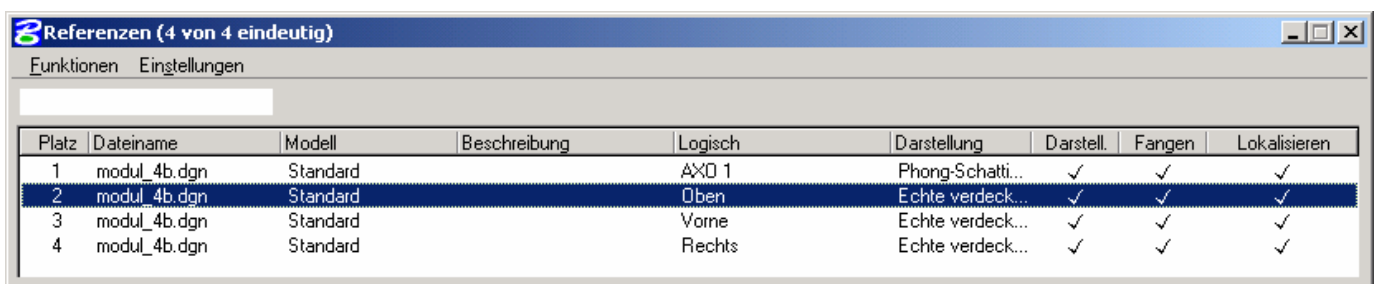 Referenzen (4 von 4 eindeutig)
Funktionen Einstellungen
Platz Dateiname Modell Beschreibung Logisch Darstellung Darstell. Fangen Lokalisieren
1 modul_4b.dgn Standard AXO 1 Phong-Schatti... ✓ ✓ ✓
2 modul_4b.dgn Standard Oben Echte verdeck... ✓ ✓ ✓
3 modul_4b.dgn Standard Vorne Echte verdeck... ✓ ✓ ✓
4 modul_4b.dgn Standard Rechts Echte verdeck... ✓ ✓ ✓